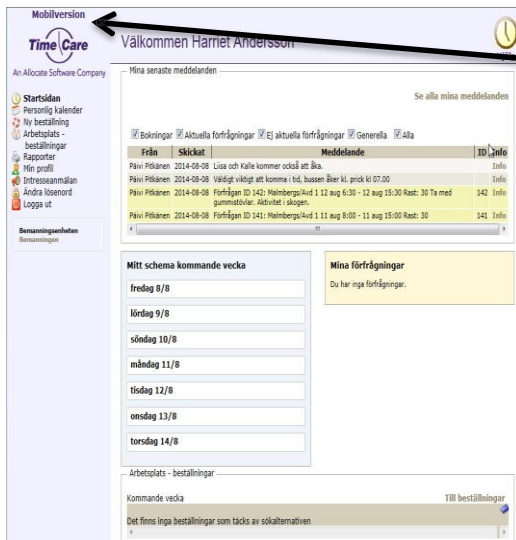 Mobilversion
TimeCare
An Allocate Software Company
Startsidan
Personlig kalender
Ny beställning
Arbetsplats -
beställningar
Rapporter
Min profil
Intresseanmälan
Ändra lösenord
Logga ut
Bemanningsenheten
Bemanningen
Välkommen Harriet Andersson
Mina senaste meddelanden
Se alla mina meddelanden
Bokningar Aktuella förfrågningar Ej aktuella förfrågningar Generella Alla
Från Skickat Meddelande ID Info
Päivi Pitkänen 2014-08-08 Liisa och Kalle kommer också att åka. Info
Päivi Pitkänen 2014-08-08 Väldigt viktigt att komma i tid, bussen åker kl. prick kl 07.00 Info
Päivi Pitkänen 2014-08-08 Förfrågan ID 142: Malmbergs/Avd 1 12 aug 6:30 - 12 aug 15:30 Rast: 30 Ta med 142 Info
gummistövlar. Aktivitet i skogen.
Päivi Pitkänen 2014-08-08 Förfrågan ID 141: Malmbergs/Avd 1 11 aug 8:00 - 11 aug 15:00 Rast: 30 141 Info
Mitt schema kommande vecka
fredag 8/8
lördag 9/8
söndag 10/8
måndag 11/8
tisdag 12/8
onsdag 13/8
torsdag 14/8
Mina förfrågningar
Du har inga förfrågningar.
Arbetsplats - beställningar
Kommande vecka Till beställningar
Det finns inga beställningar som täcks av sökalternativen